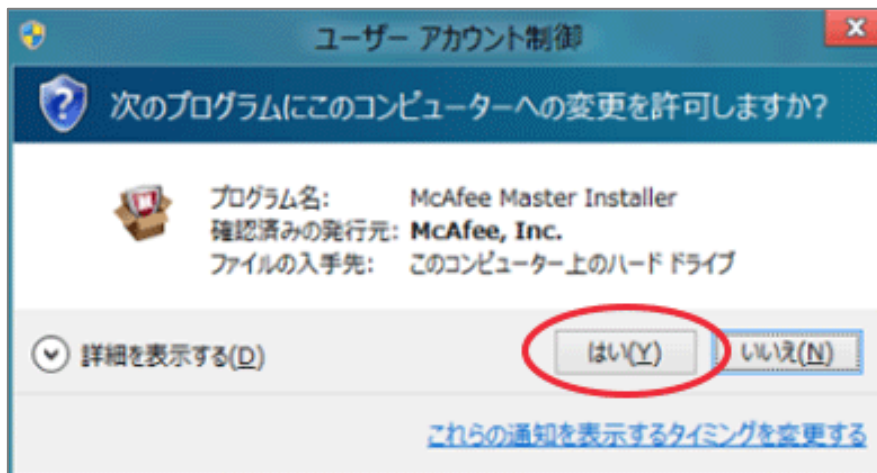 ユーザー アカウント制御
次のプログラムにこのコンピューターへの変更を許可しますか?
プログラム名: McAfee Master Installer
確認済みの発行元: McAfee, Inc.
ファイルの入手先: このコンピューター上のハード ドライブ
詳細を表示する(D) はい(Y) いいえ(N)
これらの通知を表示するタイミングを変更する